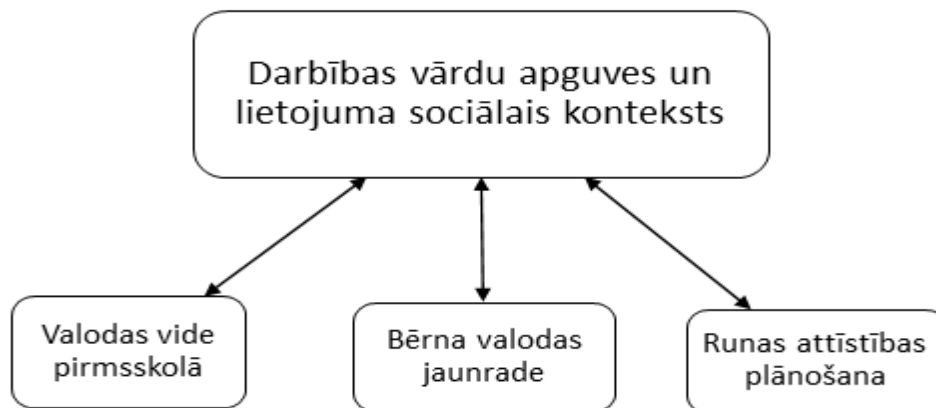 Darbības vārdu apguves un
lietojuma sociālais konteksts
Valodas vide
pirmsskolā
Bērna valodas
jaunrade
Runas attīstības
plānošana